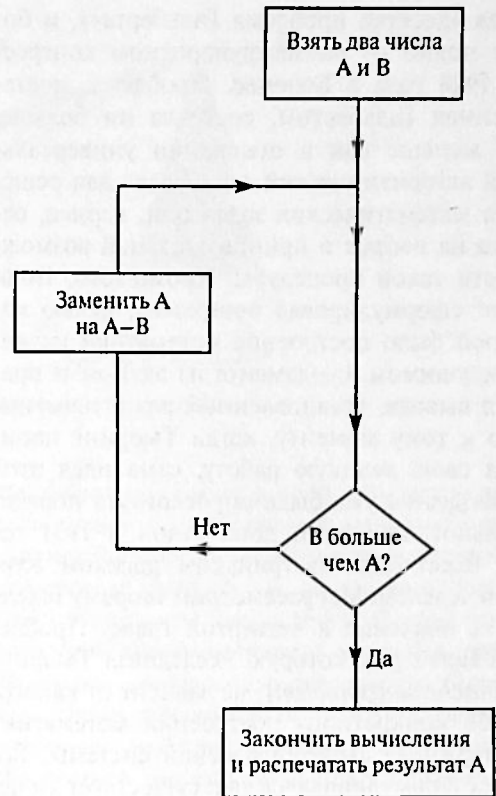 Взять два числа
А и В
Заменить А
на А–В
Нет
В больше
чем А?
Да
Закончить вычисления
и распечатать результат А